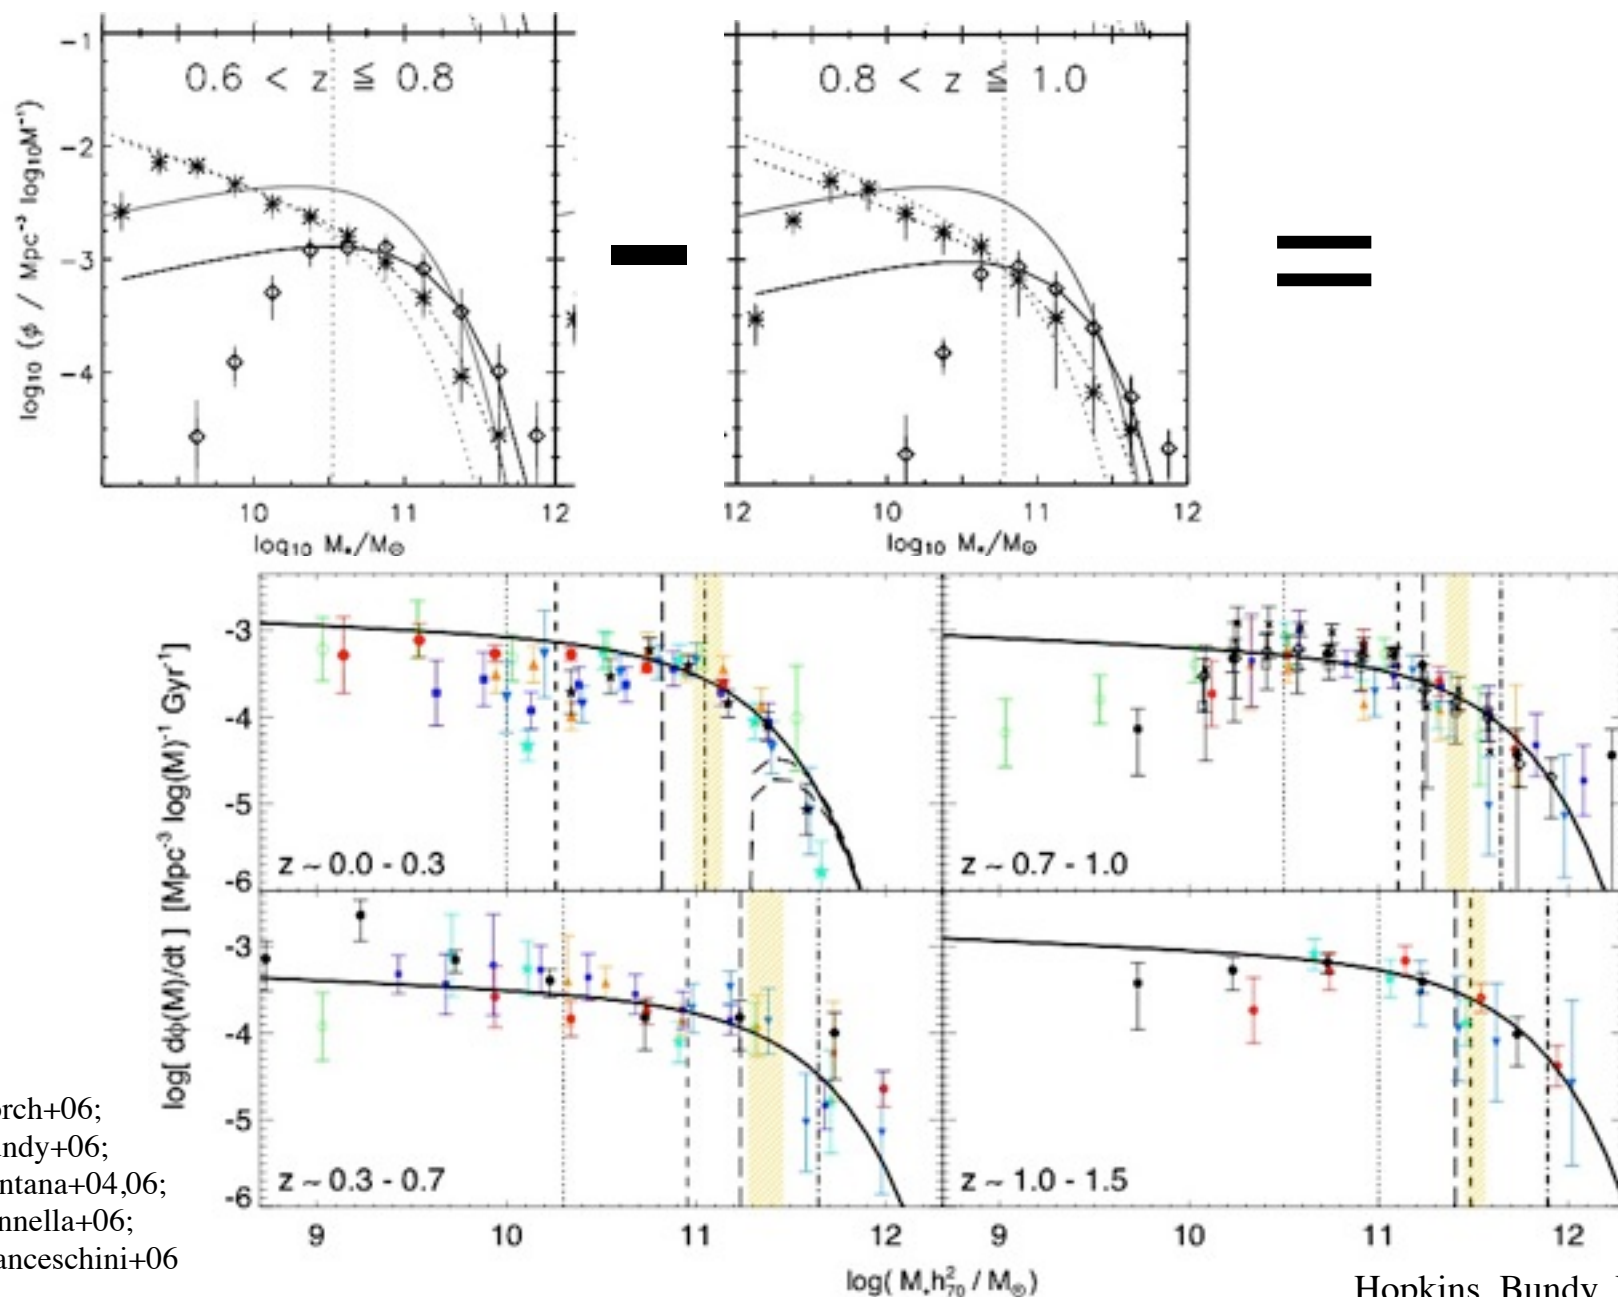 0.6 < z ≦ 0.8
0.8 < z ≦ 1.0
log₁₀ (ϕ / Mpc⁻³ log₁₀M⁻¹)
-1
-2
-3
-4
10 11 12
12 10 11 12
log₁₀ M*/M⊙
log₁₀ M*/M⊙
log[ dϕ(M)/dt ] [Mpc⁻³ log(M)⁻¹ Gyr⁻¹]
-3
-4
-5
-6
z ~ 0.0 - 0.3
z ~ 0.7 - 1.0
-3
-4
-5
-6
z ~ 0.3 - 0.7
z ~ 1.0 - 1.5
9 10 11 12
9 10 11 12
log( M*h²₇₀ / M⊙)
orch+06;
ndy+06;
ntana+04,06;
nnella+06;
anceschini+06
Hopkins, Bundy,